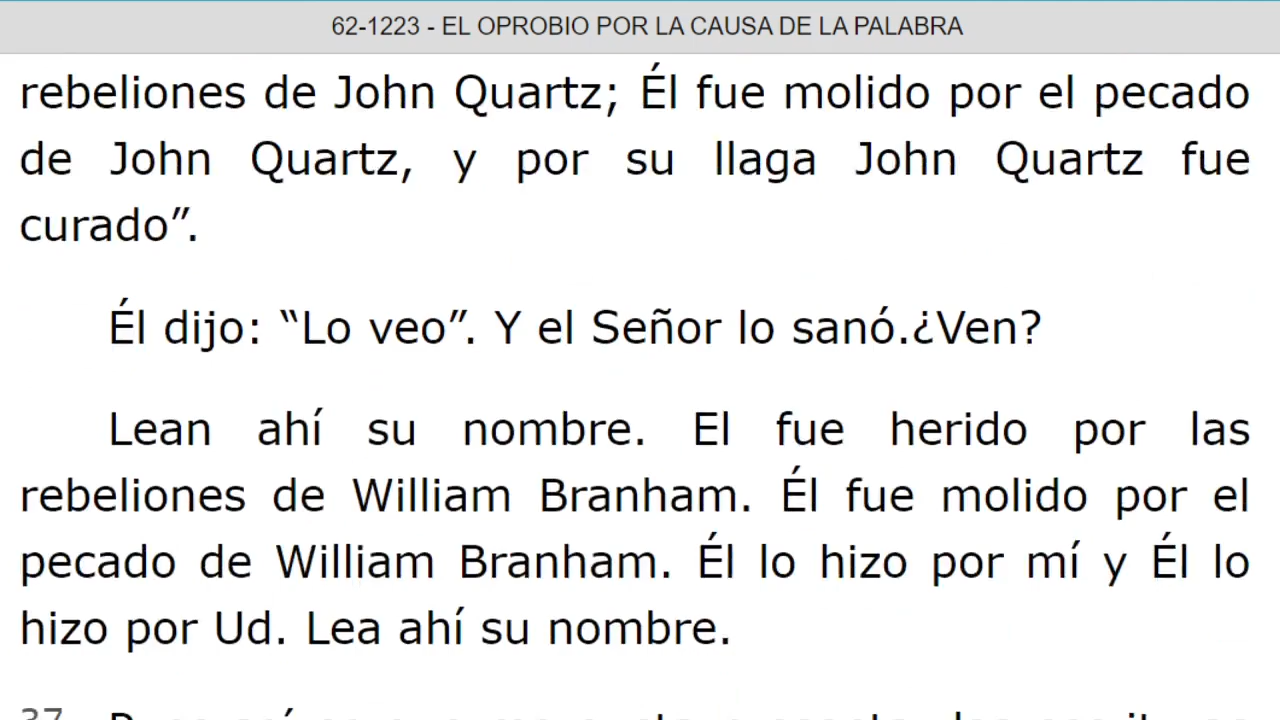 62-1223 - EL OPROBIO POR LA CAUSA DE LA PALABRA
rebeliones de John Quartz; Él fue molido por el pecado
de John Quartz, y por su llaga John Quartz fue
curado”.
Él dijo: “Lo veo”. Y el Señor lo sanó.¿Ven?
Lean ahí su nombre. El fue herido por las
rebeliones de William Branham. Él fue molido por el
pecado de William Branham. Él lo hizo por mí y Él lo
hizo por Ud. Lea ahí su nombre.
37